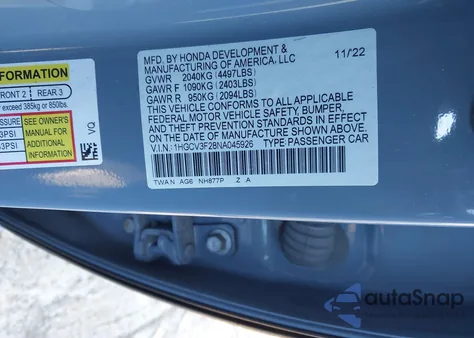 MFD. BY HONDA DEVELOPMENT & 11/22
MANUFACTURING OF AMERICA, LLC
GVWR 2040KG (4497LBS)
GAWR F 1090KG (2403LBS)
GAWR R 950KG (2094LBS)
THIS VEHICLE CONFORMS TO ALL APPLICABLE
FEDERAL MOTOR VEHICLE SAFETY, BUMPER,
AND THEFT PREVENTION STANDARDS IN EFFECT
ON THE DATE OF MANUFACTURE SHOWN ABOVE.
V.I.N.: 1HGCV3F28NA045926 TYPE: PASSENGER CAR
TWAN AG6 NH877P Z A
FORMATION
FRONT 2 REAR 3
exceed 385kg or 850lbs.
SEE OWNER'S
MANUAL FOR
ADDITIONAL
INFORMATION
3PSI
3PSI
VQ
autoSnap
www.autosnap